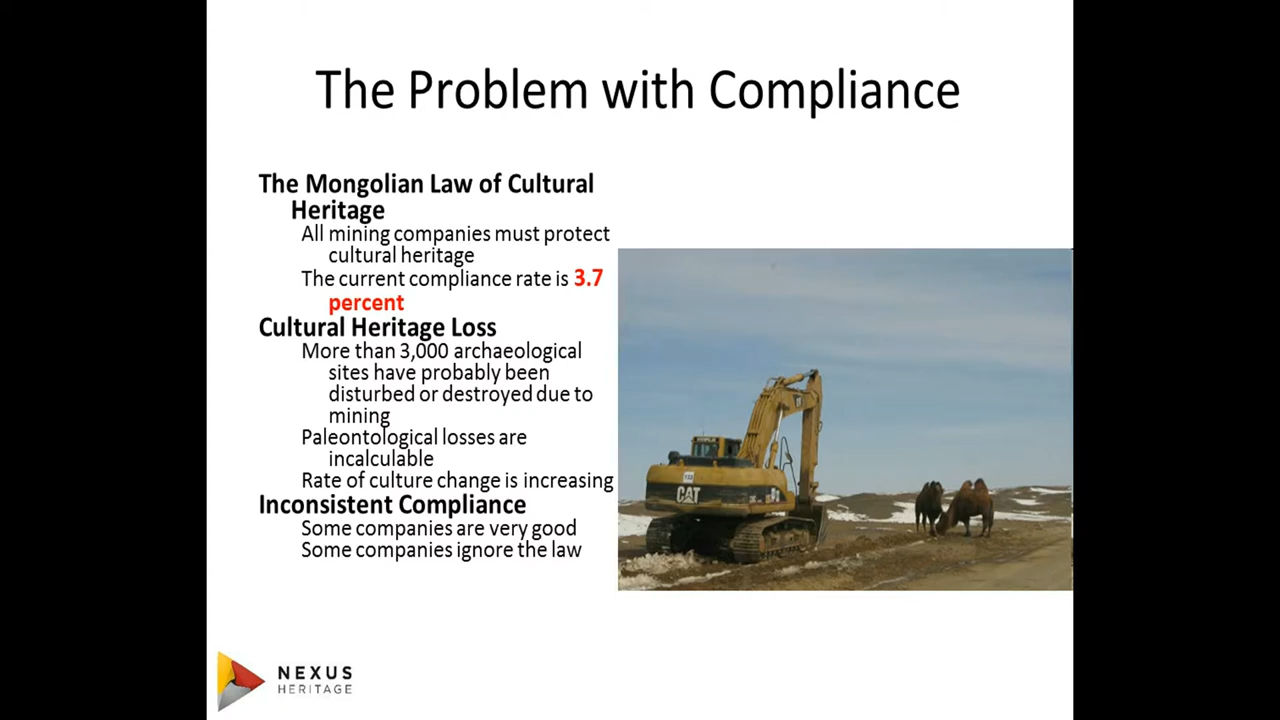 The Problem with Compliance
The Mongolian Law of Cultural
Heritage
All mining companies must protect
cultural heritage
The current compliance rate is 3.7
percent
Cultural Heritage Loss
More than 3,000 archaeological
sites have probably been
disturbed or destroyed due to
mining
Paleontological losses are
incalculable
Rate of culture change is increasing
Inconsistent Compliance
Some companies are very good
Some companies ignore the law
CAT
NEXUS
HERITAGE